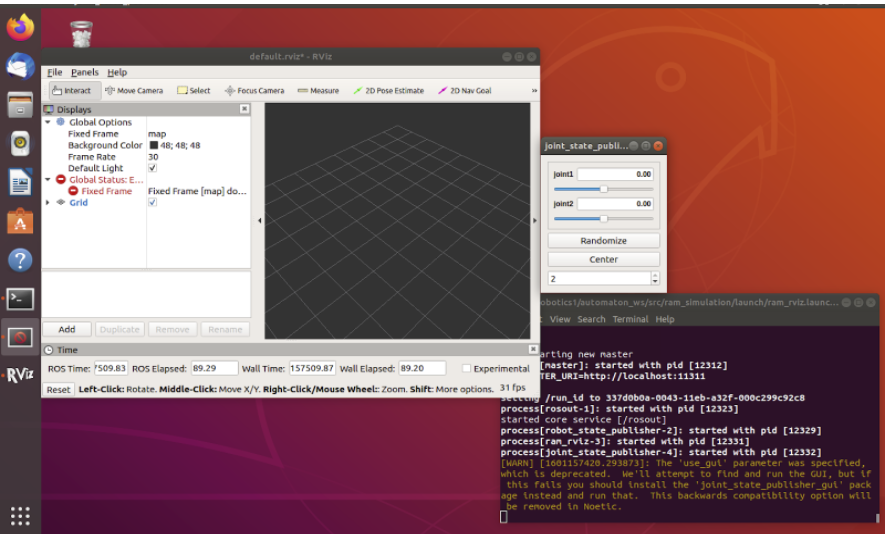 default.rviz* - RViz
File Panels Help
Interact Move Camera Select Focus Camera Measure 2D Pose Estimate 2D Nav Goal »
Displays
Global Options
Fixed Frame map
Background Color 48; 48; 48
Frame Rate 30
Default Light ✓
Global Status: E...
Fixed Frame Fixed Frame [map] do...
Grid ✓
Add Duplicate Remove Rename
Time
ROS Time: 7509.83 ROS Elapsed: 89.29 Wall Time: 157509.87 Wall Elapsed: 89.20 Experimental
Reset Left-Click: Rotate. Middle-Click: Move X/Y. Right-Click/Mouse Wheel:: Zoom. Shift: More options. 31 fps
RViz
joint_state_publi...
joint1 0.00
joint2 0.00
Randomize
Center
2
obotics1/automaton_ws/src/ram_simulation/launch/ram_rviz.launc...
t View Search Terminal Help
arting new master
[master]: started with pid [12312]
TER_URI=http://localhost:11311
setting /run_id to 337d0b0a-0043-11eb-a32f-000c299c92c8
process[rosout-1]: started with pid [12323]
started core service [/rosout]
process[robot_state_publisher-2]: started with pid [12329]
process[ram_rviz-3]: started with pid [12331]
process[joint_state_publisher-4]: started with pid [12332]
[WARN] [1601157420.293873]: The 'use_gui' parameter was specified,
which is deprecated. We'll attempt to find and run the GUI, but if
this fails you should install the 'joint_state_publisher_gui' pack
age instead and run that. This backwards compatibility option will
be removed in Noetic.